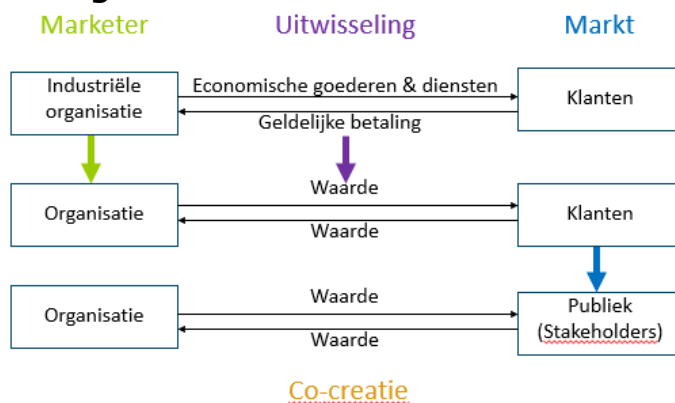 Marketer Uitwisseling Markt
Industriële
organisatie
Economische goederen & diensten
Geldelijke betaling
Klanten
Organisatie
Waarde
Waarde
Klanten
Organisatie
Waarde
Waarde
Publiek
(Stakeholders)
Co-creatie